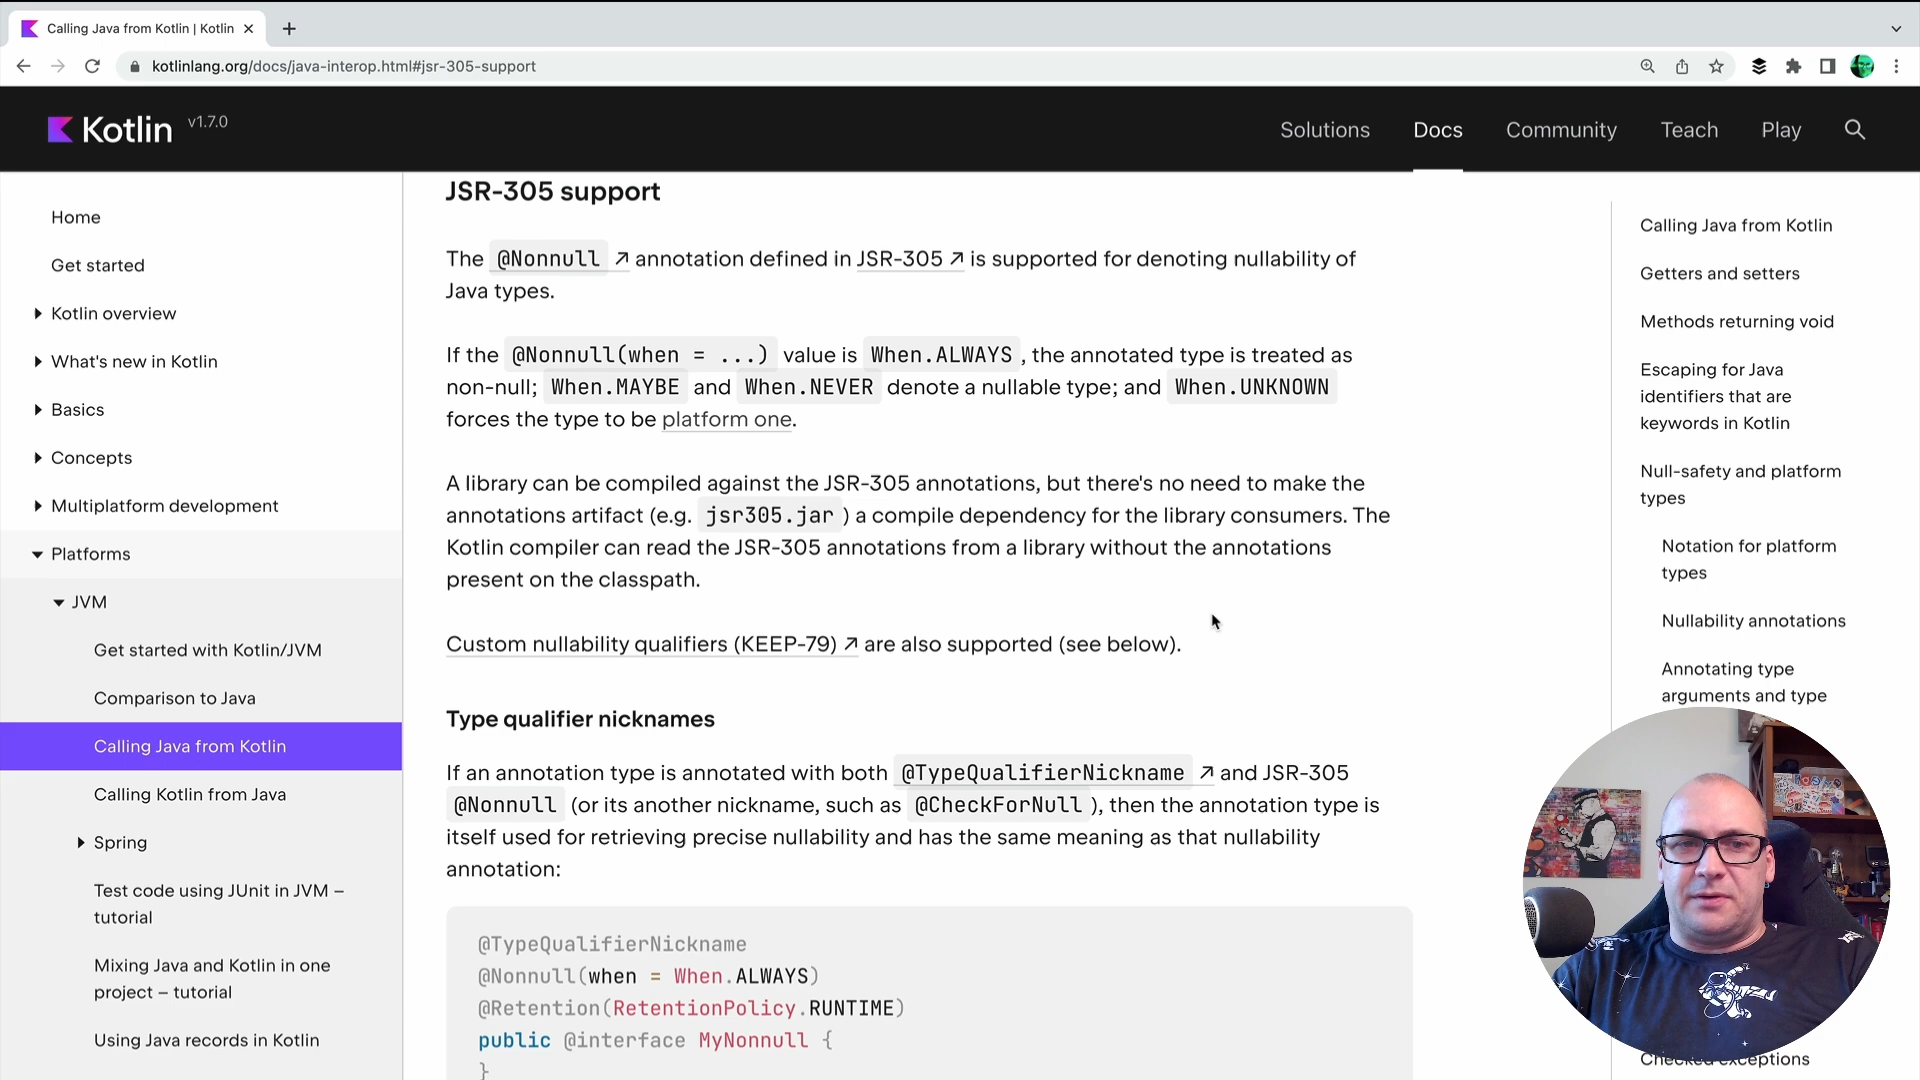 Calling Java from Kotlin | Kotlin
kotlinlang.org/docs/java-interop.html#jsr-305-support
Kotlin v1.7.0
Solutions
Docs
Community
Teach
Play
Home
Get started
Kotlin overview
What's new in Kotlin
Basics
Concepts
Multiplatform development
Platforms
JVM
Get started with Kotlin/JVM
Comparison to Java
Calling Java from Kotlin
Calling Kotlin from Java
Spring
Test code using JUnit in JVM –
tutorial
Mixing Java and Kotlin in one
project – tutorial
Using Java records in Kotlin
JSR-305 support
The @Nonnull ↗ annotation defined in JSR-305 ↗ is supported for denoting nullability of
Java types.
If the @Nonnull(when = ...) value is When.ALWAYS , the annotated type is treated as
non-null; When.MAYBE and When.NEVER denote a nullable type; and When.UNKNOWN
forces the type to be platform one.
A library can be compiled against the JSR-305 annotations, but there's no need to make the
annotations artifact (e.g. jsr305.jar ) a compile dependency for the library consumers. The
Kotlin compiler can read the JSR-305 annotations from a library without the annotations
present on the classpath.
Custom nullability qualifiers (KEEP-79) ↗ are also supported (see below).
Type qualifier nicknames
If an annotation type is annotated with both @TypeQualifierNickname ↗ and JSR-305
@Nonnull (or its another nickname, such as @CheckForNull ), then the annotation type is
itself used for retrieving precise nullability and has the same meaning as that nullability
annotation:
@TypeQualifierNickname
@Nonnull(when = When.ALWAYS)
@Retention(RetentionPolicy.RUNTIME)
public @interface MyNonnull {
}
Calling Java from Kotlin
Getters and setters
Methods returning void
Escaping for Java
identifiers that are
keywords in Kotlin
Null-safety and platform
types
Notation for platform
types
Nullability annotations
Annotating type
arguments and type
Checked exceptions